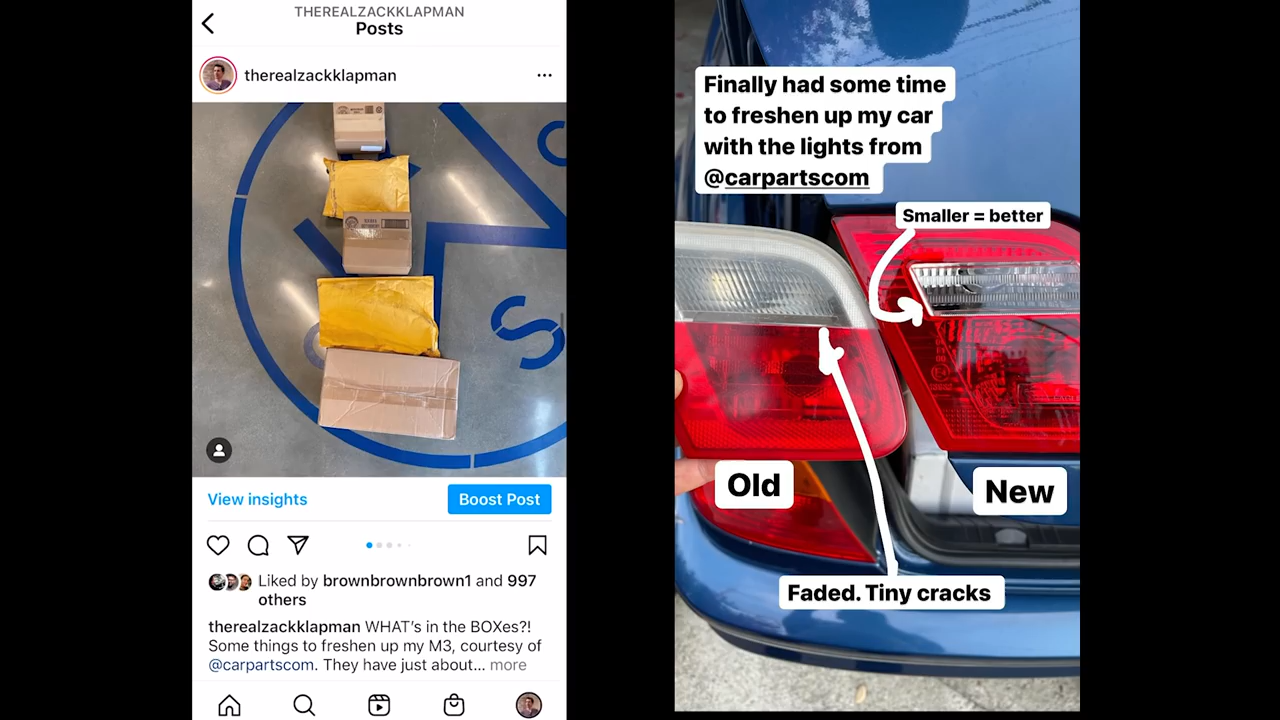 THEREALZACKKLAPMAN
Posts
therealzackklapman
S
View insights
Boost Post
Liked by brownbrownbrown1 and 997
others
therealzackklapman WHAT's in the BOXes?!
Some things to freshen up my M3, courtesy of
@carpartscom. They have just about... more
Finally had some time
to freshen up my car
with the lights from
@carpartscom
Smaller = better
Old
New
Faded. Tiny cracks